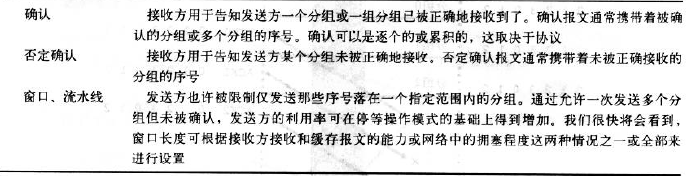 确认 接收方用于告知发送方一个分组或一组分组已被正确地接收到了。确认报文通常携带着被确
认的分组或多个分组的序号。确认可以是逐个的或累积的，这取决于协议
否定确认 接收方用于告知发送方某个分组未被正确地接收。否定确认报文通常携带着未被正确接收的
分组的序号
窗口、流水线 发送方也许被限制仅发送那些序号落在一个指定范围内的分组。通过允许一次发送多个分
组但未被确认，发送方的利用率可在停等操作模式的基础上得到增加。我们很快将会看到，
窗口长度可根据接收方接收和缓存报文的能力或网络中的拥塞程度这两种情况之一或全部来
进行设置